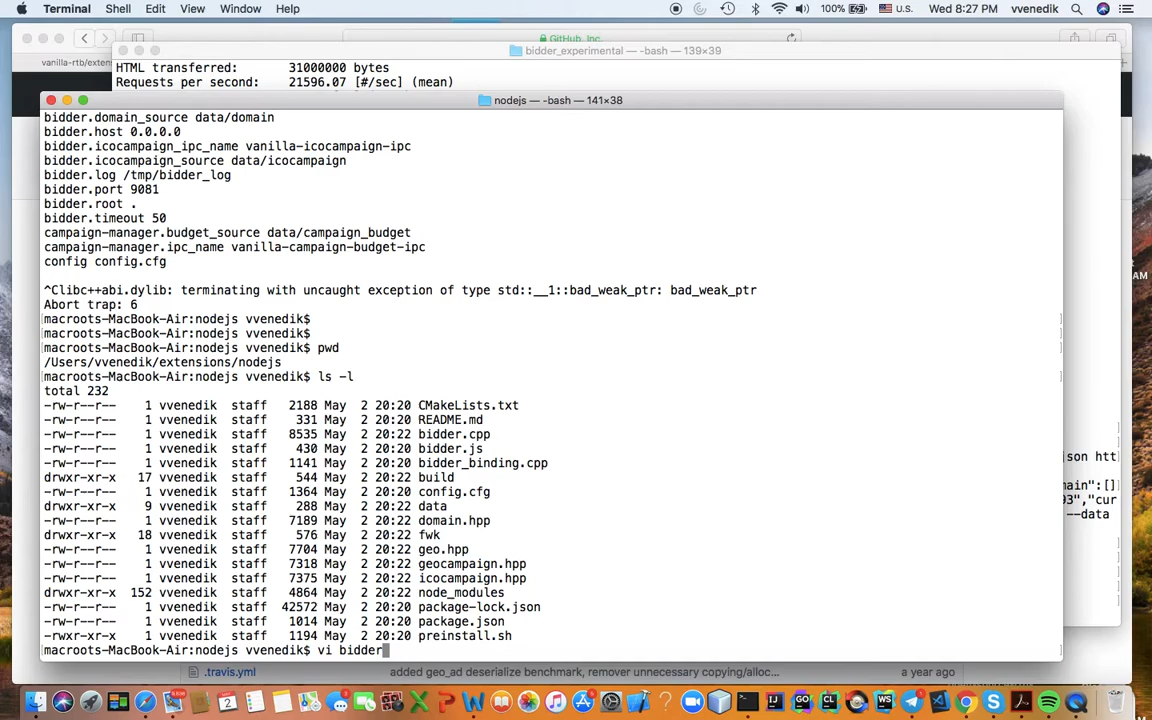 Terminal Shell Edit View Window Help 100% U.S. Wed 8:27 PM vvenedik
GitHub, Inc.
vanilla-rtb/exten
bidder_experimental — -bash — 139×39
HTML transferred: 31000000 bytes
Requests per second: 21596.07 [#/sec] (mean)
nodejs — -bash — 141×38
bidder.domain_source data/domain
bidder.host 0.0.0.0
bidder.icocampaign_ipc_name vanilla-icocampaign-ipc
bidder.icocampaign_source data/icocampaign
bidder.log /tmp/bidder_log
bidder.port 9081
bidder.root .
bidder.timeout 50
campaign-manager.budget_source data/campaign_budget
campaign-manager.ipc_name vanilla-campaign-budget-ipc
config config.cfg
AM
^Clibc++abi.dylib: terminating with uncaught exception of type std::__1::bad_weak_ptr: bad_weak_ptr
Abort trap: 6
macroots-MacBook-Air:nodejs vvenedik$
macroots-MacBook-Air:nodejs vvenedik$
macroots-MacBook-Air:nodejs vvenedik$ pwd
/Users/vvenedik/extensions/nodejs
macroots-MacBook-Air:nodejs vvenedik$ ls -l
total 232
-rw-r--r-- 1 vvenedik staff 2188 May 2 20:20 CMakeLists.txt
-rw-r--r-- 1 vvenedik staff 331 May 2 20:20 README.md
-rw-r--r-- 1 vvenedik staff 8535 May 2 20:22 bidder.cpp
-rw-r--r-- 1 vvenedik staff 430 May 2 20:20 bidder.js
-rw-r--r-- 1 vvenedik staff 1141 May 2 20:20 bidder_binding.cpp
drwxr-xr-x 17 vvenedik staff 544 May 2 20:22 build
-rw-r--r-- 1 vvenedik staff 1364 May 2 20:20 config.cfg
drwxr-xr-x 9 vvenedik staff 288 May 2 20:22 data
-rw-r--r-- 1 vvenedik staff 7189 May 2 20:22 domain.hpp
drwxr-xr-x 18 vvenedik staff 576 May 2 20:22 fwk
-rw-r--r-- 1 vvenedik staff 7704 May 2 20:22 geo.hpp
-rw-r--r-- 1 vvenedik staff 7318 May 2 20:22 geocampaign.hpp
-rw-r--r-- 1 vvenedik staff 7375 May 2 20:22 icocampaign.hpp
drwxr-xr-x 152 vvenedik staff 4864 May 2 20:22 node_modules
-rw-r--r-- 1 vvenedik staff 42572 May 2 20:20 package-lock.json
-rw-r--r-- 1 vvenedik staff 1014 May 2 20:20 package.json
-rwxr-xr-x 1 vvenedik staff 1194 May 2 20:20 preinstall.sh
macroots-MacBook-Air:nodejs vvenedik$ vi bidder
json htt
main":[]
93","cur
--data
.travis.yml added geo_ad deserialize benchmark, remover unnecessary copying/alloc... a year ago